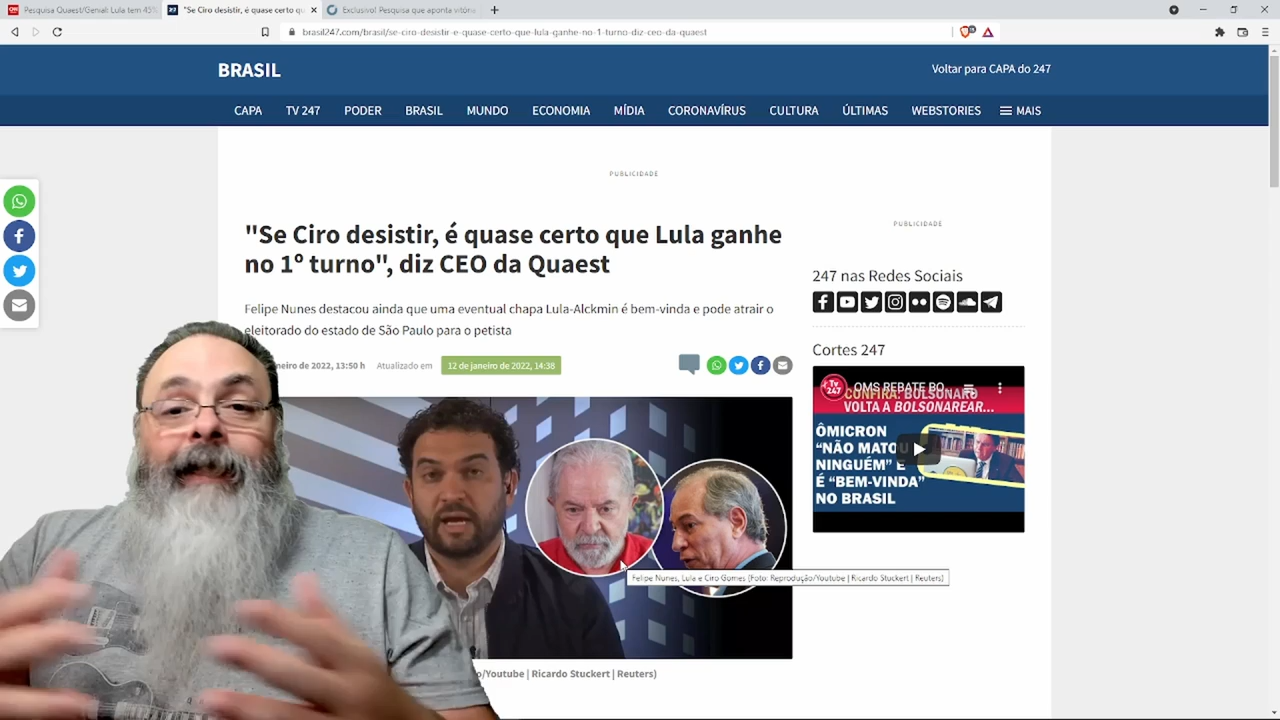 Pesquisa Quaest/Genial: Lula tem 45%
"Se Ciro desistir, é quase certo qu
Exclusivo! Pesquisa que aponta vitóri
brasil247.com/brasil/se-ciro-desistir-e-quase-certo-que-lula-ganhe-no-1-turno-diz-ceo-da-quaest
BRASIL
Voltar para CAPA do 247
CAPA TV 247 PODER BRASIL MUNDO ECONOMIA MÍDIA CORONAVÍRUS CULTURA ÚLTIMAS WEBSTORIES MAIS
PUBLICIDADE
PUBLICIDADE
"Se Ciro desistir, é quase certo que Lula ganhe
no 1º turno", diz CEO da Quaest
Felipe Nunes destacou ainda que uma eventual chapa Lula-Alckmin é bem-vinda e pode atrair o
eleitorado do estado de São Paulo para o petista
neiro de 2022, 13:50 h Atualizado em 12 de janeiro de 2022, 14:38
247 nas Redes Sociais
Cortes 247
Tv 247
OMS REBATE BO...
CONFIRA: BOLSONARO
VOLTA A BOLSONAREAR...
ÔMICRON
"NÃO MATOU
NINGUÉM" E
É "BEM-VINDA"
NO BRASIL
Felipe Nunes, Lula e Ciro Gomes (Foto: Reprodução/Youtube | Ricardo Stuckert | Reuters)
o/Youtube | Ricardo Stuckert | Reuters)